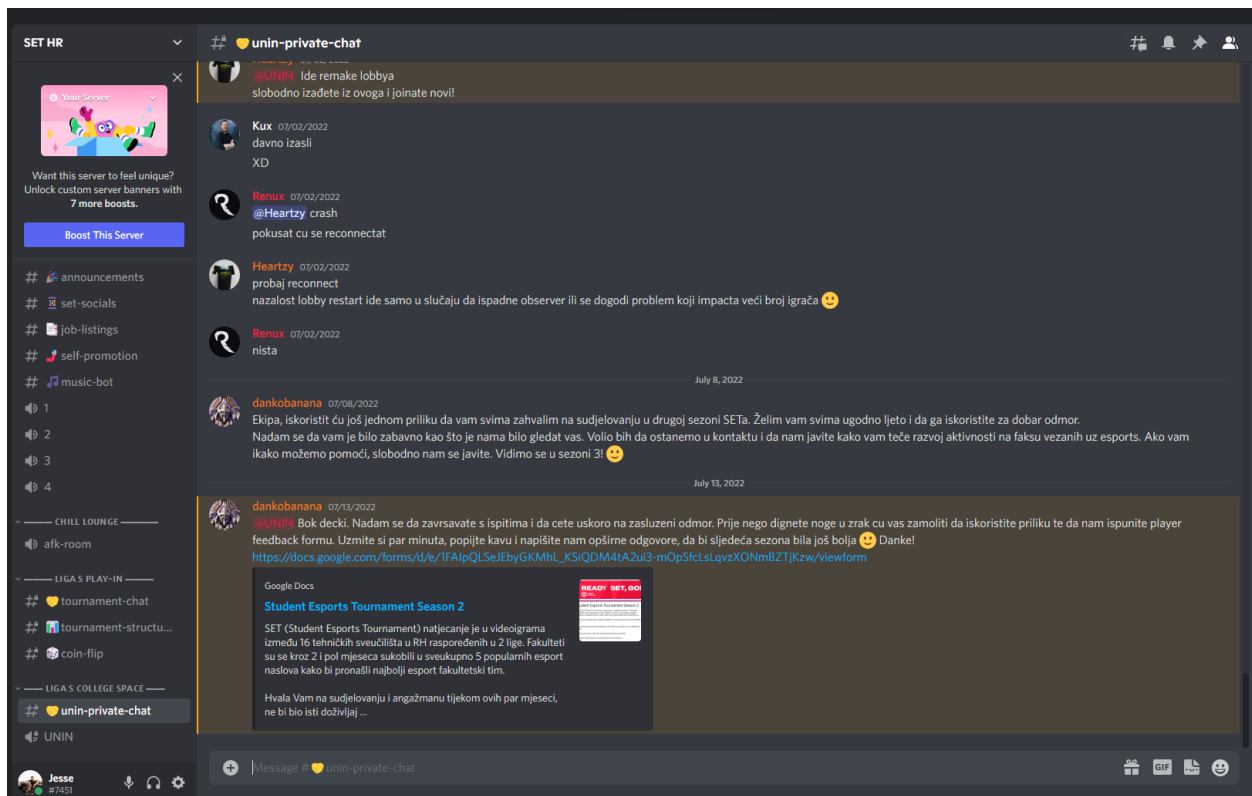 SET HR
unin-private-chat
Your Server
Want this server to feel unique?
Unlock custom server banners with
7 more boosts.
Boost This Server
announcements
set-socials
job-listings
self-promotion
music-bot
1
2
3
4
CHILL LOUNGE
afk-room
LIGA S PLAY-IN
tournament-chat
tournament-structu...
coin-flip
LIGA S COLLEGE SPACE
unin-private-chat
UNIN
Jesse
#7451
Heartzy 07/02/2022
@UNIN Ide remake lobbya
slobodno izađete iz ovoga i joinate novi!
Kux 07/02/2022
davno izasli
XD
Renux 07/02/2022
@Heartzy crash
pokusat cu se reconnectat
Heartzy 07/02/2022
probaj reconnect
nazalost lobby restart ide samo u slučaju da ispadne observer ili se dogodi problem koji impacta veći broj igrača
Renux 07/02/2022
nista
July 8, 2022
dankobanana 07/08/2022
Ekipa, iskoristit ću još jednom priliku da vam svima zahvalim na sudjelovanju u drugoj sezoni SETa. Želim vam svima ugodno ljeto i da ga iskoristite za dobar odmor.
Nadam se da vam je bilo zabavno kao što je nama bilo gledat vas. Volio bih da ostanemo u kontaktu i da nam javite kako vam teče razvoj aktivnosti na faksu vezanih uz esports. Ako vam
ikako možemo pomoći, slobodno nam se javite. Vidimo se u sezoni 3!
July 13, 2022
dankobanana 07/13/2022
@UNIN Bok decki. Nadam se da zavrsavate s ispitima i da cete uskoro na zasluzeni odmor. Prije nego dignete noge u zrak cu vas zamoliti da iskoristite priliku te da nam ispunite player
feedback formu. Uzmite si par minuta, popijte kavu i napišite nam opširne odgovore, da bi sljedeća sezona bila još bolja Danke!
https://docs.google.com/forms/d/e/1FAIpQLSeJEbyGKMhL_KSiQDM4tA2ui3-mOpSfcLsLqvzXONmBZTjKzw/viewform
Google Docs
Student Esports Tournament Season 2
SET (Student Esports Tournament) natjecanje je u videoigrama
između 16 tehničkih sveučilišta u RH raspoređenih u 2 lige. Fakulteti
su se kroz 2 i pol mjeseca sukobili u sveukupno 5 popularnih esport
naslova kako bi pronašli najbolji esport fakultetski tim.
Hvala Vam na sudjelovanju i angažmanu tijekom ovih par mjeseci,
ne bi bio isti doživljaj ...
READY SET, GO!
Message # unin-private-chat
GIF